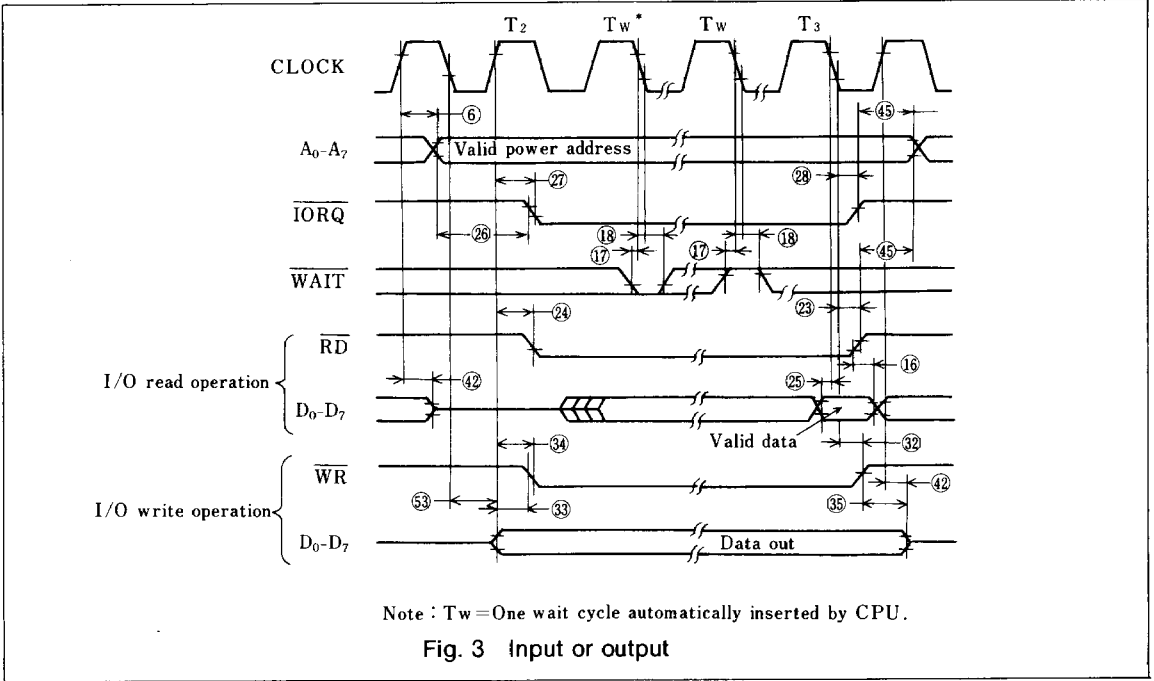 T2 Tw* Tw T3
CLOCK
⑥ ㊺
A0-A7 Valid power address
㉗ ㉘
IORQ
㉖ ⑱ ⑱
⑰ ⑰ ㊺
WAIT
㉔ ㉓
RD
⑯
I/O read operation ㊷ ㉕
D0-D7
Valid data
㉞ ㉜
WR
㊷
I/O write operation 53 ㉝ ㉟
D0-D7 Data out
Note : Tw=One wait cycle automatically inserted by CPU.
Fig. 3 Input or output